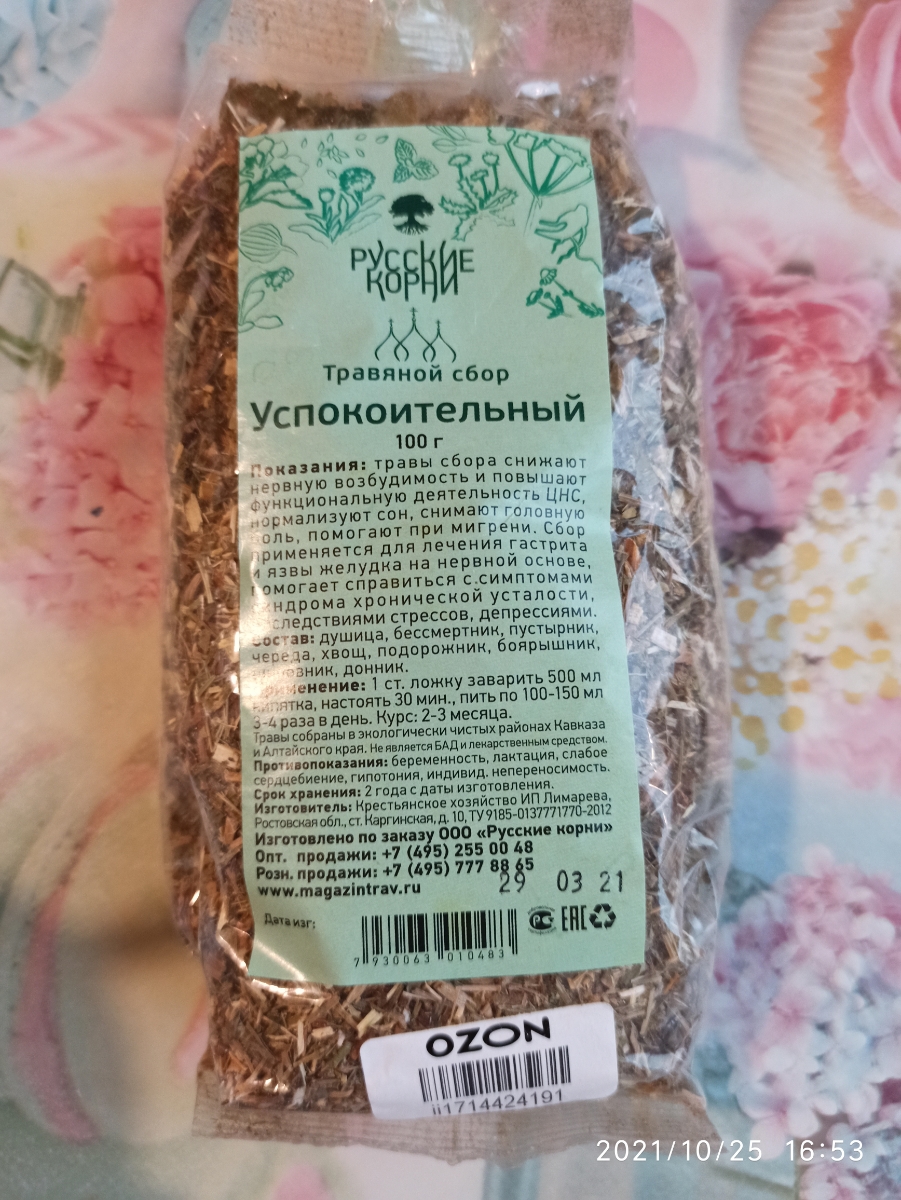 РУССКИЕ
КОРНИ
Травяной сбор
Успокоительный
100 г
Показания: травы сбора снижают
нервную возбудимость и повышают
функциональную деятельность ЦНС,
нормализуют сон, снимают головную
боль, помогают при мигрени. Сбор
применяется для лечения гастрита
и язвы желудка на нервной основе,
помогает справиться с симптомами
синдрома хронической усталости,
последствиями стрессов, депрессиями.
Состав: душица, бессмертник, пустырник,
череда, хвощ, подорожник, боярышник,
донник.
Применение: 1 ст. ложку заварить 500 мл
кипятка, настоять 30 мин., пить по 100-150 мл
3-4 раза в день. Курс: 2-3 месяца.
Травы собраны в экологически чистых районах Кавказа
и Алтайского края. Не является БАД и лекарственным средством.
Противопоказания: беременность, лактация, слабое
сердцебиение, гипотония, индивид. непереносимость.
Срок хранения: 2 года с даты изготовления.
Изготовитель: Крестьянское хозяйство ИП Лимарева,
Ростовская обл., ст. Каргинская, д. 10, ТУ 9185-0137771770-2012
Изготовлено по заказу ООО «Русские корни»
Опт. продажи: +7 (495) 255 00 48
Розн. продажи: +7 (495) 777 88 65
www.magazintrav.ru
29 03 21
Дата изг:
EAC
7 930063 010483
OZON
ii1714424191
2021/10/25 16:53